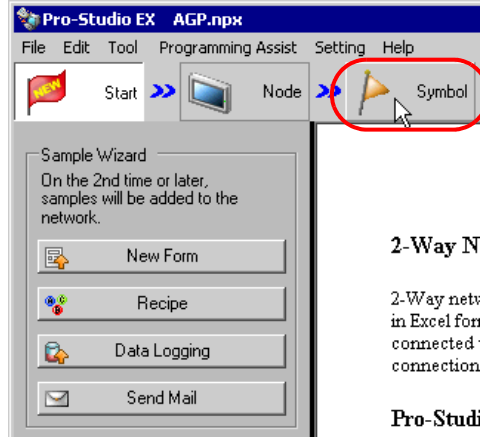 Pro-Studio EX AGP.npx
File Edit Tool Programming Assist Setting Help
NEW Start Node Symbol
Sample Wizard
On the 2nd time or later,
samples will be added to the
network.
New Form
Recipe
Data Logging
Send Mail
2-Way N
2-Way netw
in Excel for
connected
connection
Pro-Studi